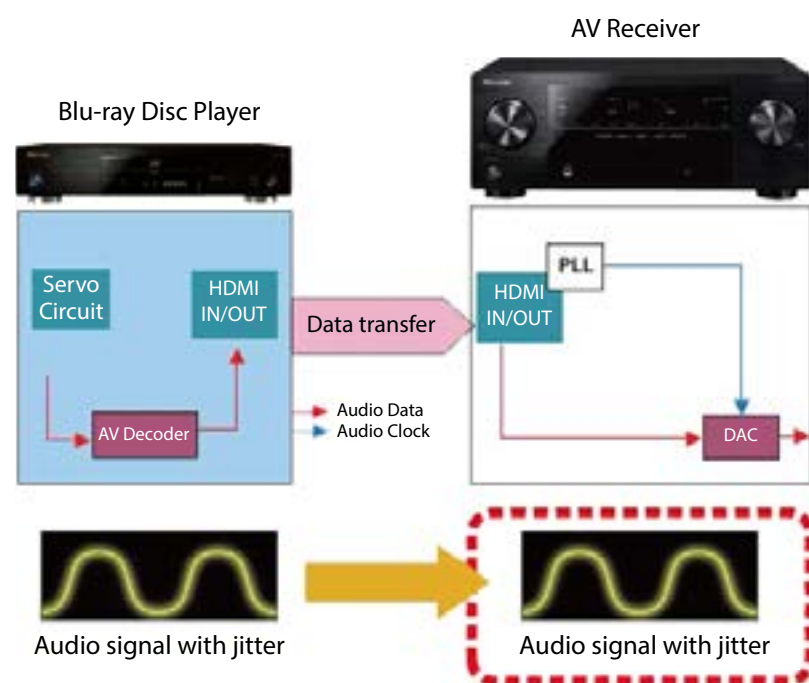 AV Receiver
Blu-ray Disc Player
Servo
Circuit
HDMI
IN/OUT
AV Decoder
Data transfer
Audio Data
Audio Clock
HDMI
IN/OUT
PLL
DAC
Audio signal with jitter
Audio signal with jitter